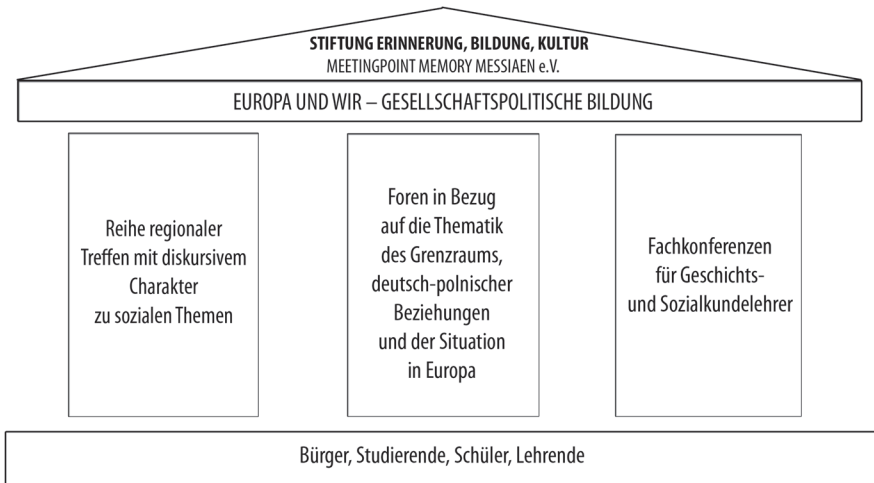 STIFTUNG ERINNERUNG, BILDUNG, KULTUR
MEETINGPOINT MEMORY MESSIAEN e.V.
EUROPA UND WIR – GESELLSCHAFTSPOLITISCHE BILDUNG
Reihe regionaler
Treffen mit diskursivem
Charakter
zu sozialen Themen
Foren in Bezug
auf die Thematik
des Grenzraums,
deutsch-polnischer
Beziehungen
und der Situation
in Europa
Fachkonferenzen
für Geschichts-
und Sozialkundelehrer
Bürger, Studierende, Schüler, Lehrende